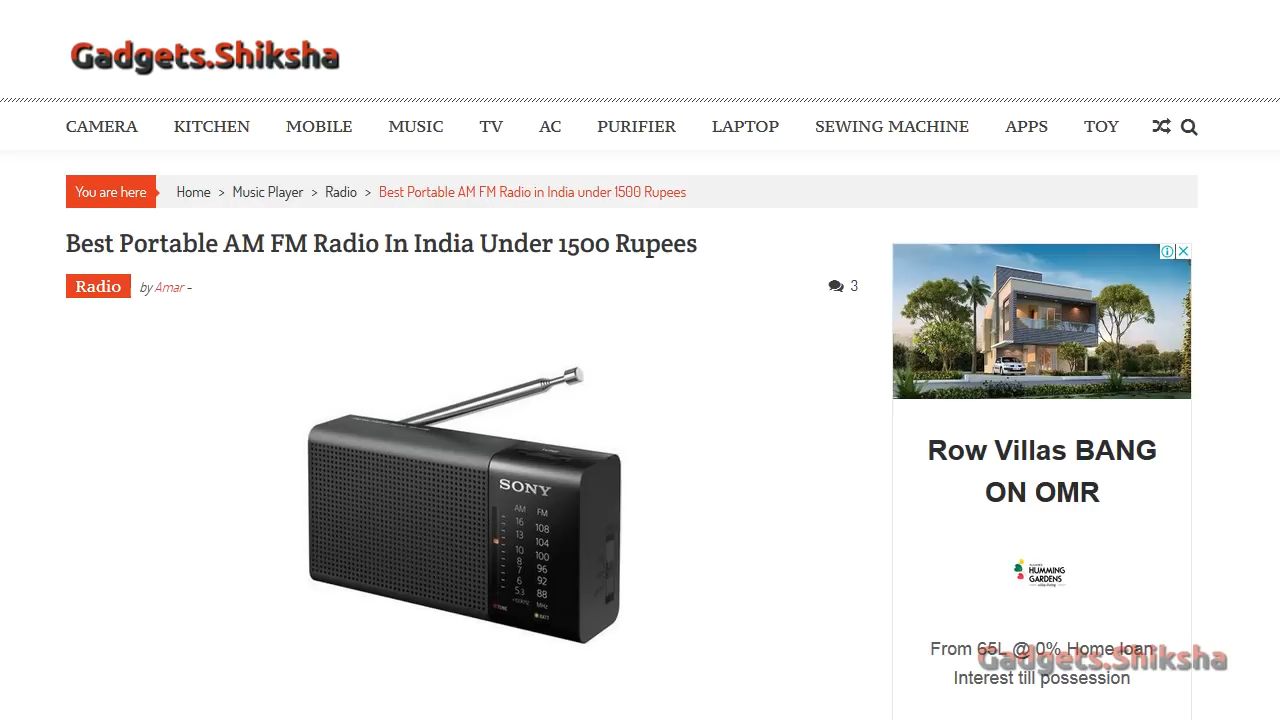 Gadgets.Shiksha
CAMERA KITCHEN MOBILE MUSIC TV AC PURIFIER LAPTOP SEWING MACHINE APPS TOY
You are here Home > Music Player > Radio > Best Portable AM FM Radio in India under 1500 Rupees
Best Portable AM FM Radio In India Under 1500 Rupees
Radio by Amar - 3
SONY
AM FM
16 108
13 104
10 100
8 96
7 92
6 88
5.3 MHz
TUNE
BATT
Row Villas BANG
ON OMR
HUMMING
GARDENS
From 65L @ 0% Home loan
Interest till possession
Gadgets.Shiksha